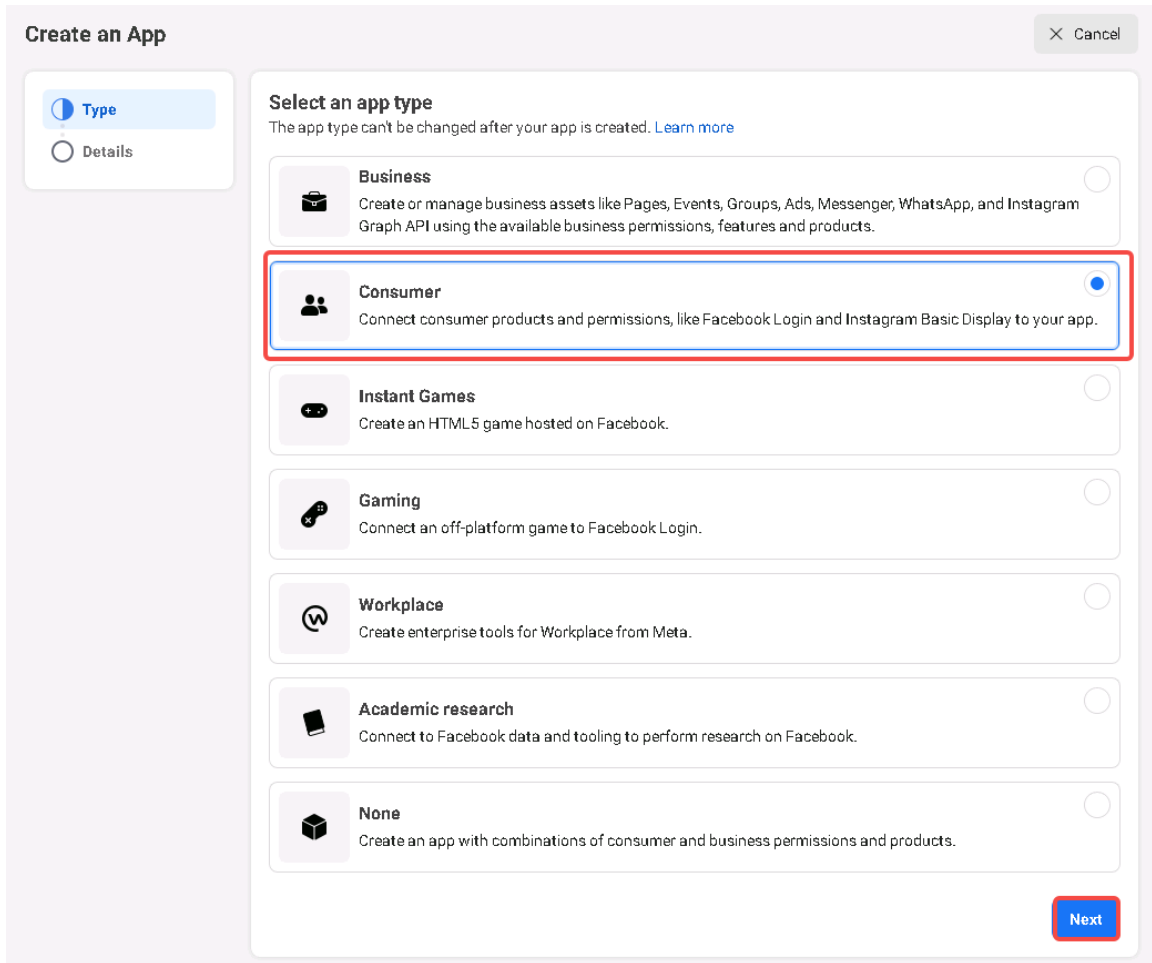 Create an App
Cancel
Type
Details
Select an app type
The app type can't be changed after your app is created. Learn more
Business
Create or manage business assets like Pages, Events, Groups, Ads, Messenger, WhatsApp, and Instagram
Graph API using the available business permissions, features and products.
Consumer
Connect consumer products and permissions, like Facebook Login and Instagram Basic Display to your app.
Instant Games
Create an HTML5 game hosted on Facebook.
Gaming
Connect an off-platform game to Facebook Login.
Workplace
Create enterprise tools for Workplace from Meta.
Academic research
Connect to Facebook data and tooling to perform research on Facebook.
None
Create an app with combinations of consumer and business permissions and products.
Next